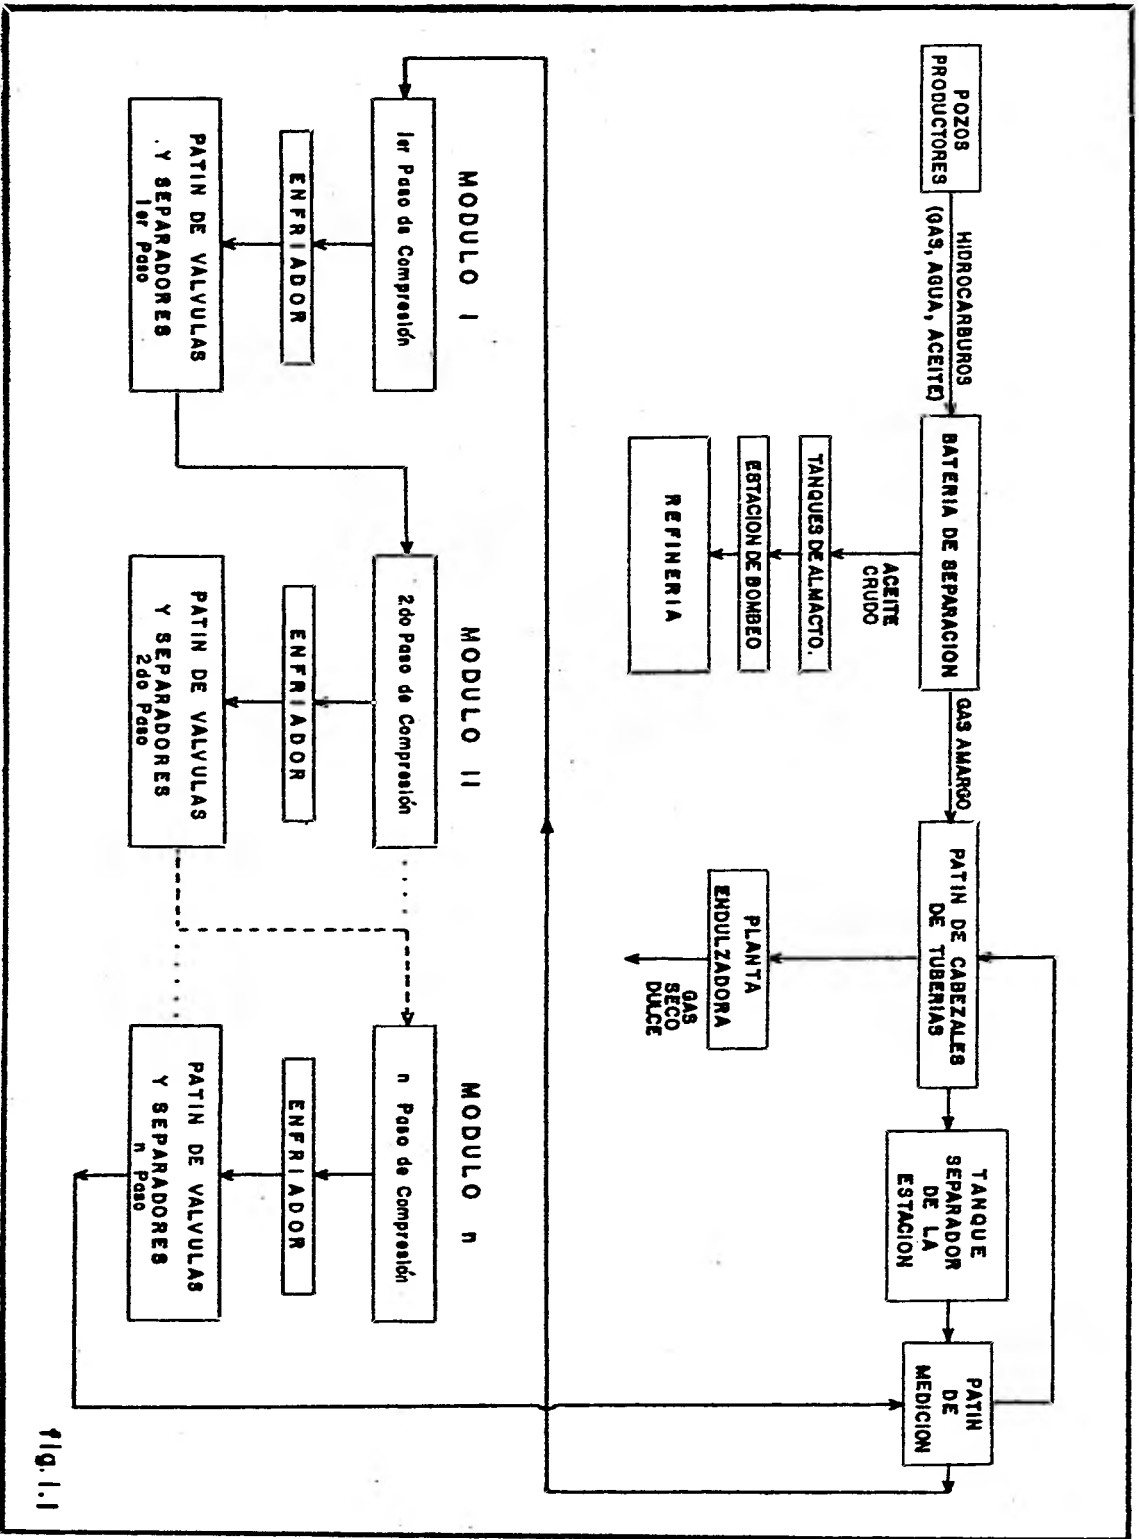 POZOS
PRODUCTORES
HIDROCARBUROS
(GAS, AGUA, ACEITE)
BATERIA DE SEPARACION
GAS AMARGO
PATIN DE CABEZALES
DE TUBERIAS
TANQUE
SEPARADOR
DE LA
ESTACION
PATIN
DE
MEDICION
ACEITE
CRUDO
TANQUES DE ALMACTO.
ESTACION DE BOMBEO
REFINERIA
PLANTA
ENDULZADORA
GAS
SECO
DULCE
MODULO I
1er Paso de Compresión
ENFRIADOR
PATIN DE VALVULAS
Y SEPARADORES
1er Paso
MODULO II
2do Paso de Compresión
ENFRIADOR
PATIN DE VALVULAS
Y SEPARADORES
2do Paso
MODULO n
n Paso de Compresión
ENFRIADOR
PATIN DE VALVULAS
Y SEPARADORES
n Paso
fig. 1.1